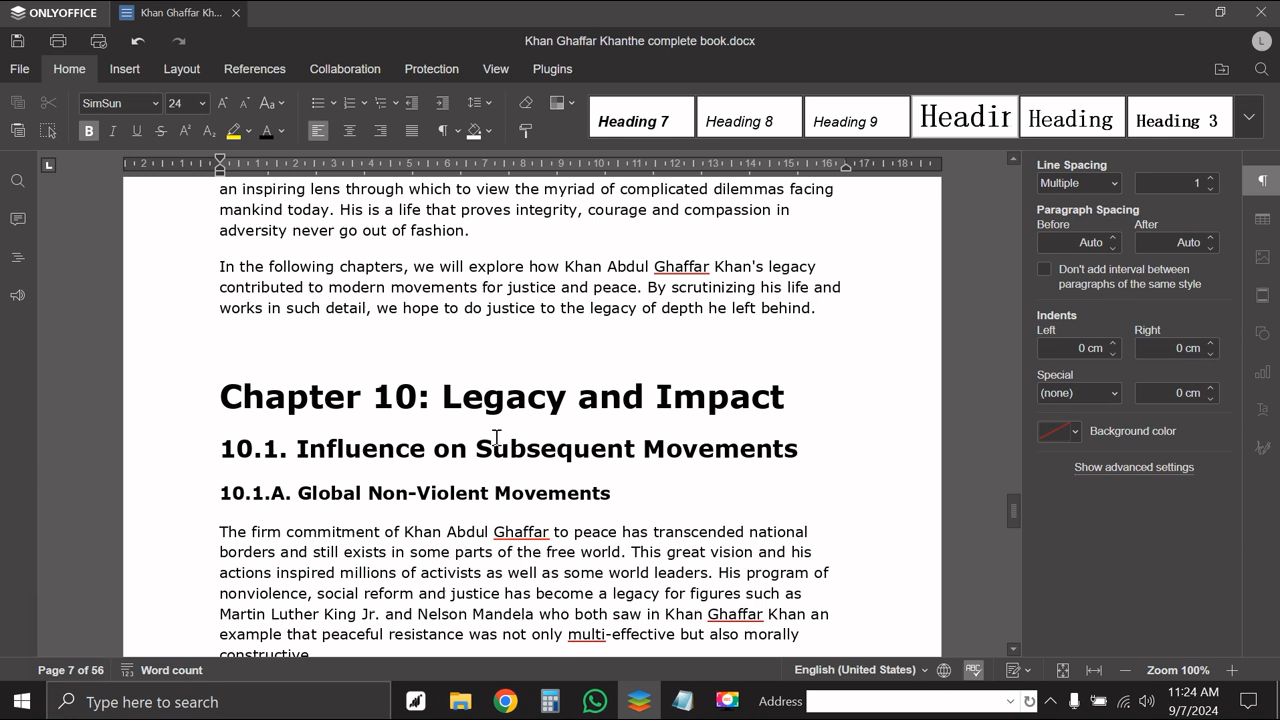 ONLYOFFICE
Khan Ghaffar Kh...
Khan Ghaffar Khanthe complete book.docx
L
File Home Insert Layout References Collaboration Protection View Plugins
SimSun 24
Heading 7 Heading 8 Heading 9 Headir Heading Heading 3
B I U S
L
an inspiring lens through which to view the myriad of complicated dilemmas facing
mankind today. His is a life that proves integrity, courage and compassion in
adversity never go out of fashion.
In the following chapters, we will explore how Khan Abdul Ghaffar Khan's legacy
contributed to modern movements for justice and peace. By scrutinizing his life and
works in such detail, we hope to do justice to the legacy of depth he left behind.
Chapter 10: Legacy and Impact
10.1. Influence on Subsequent Movements
10.1.A. Global Non-Violent Movements
The firm commitment of Khan Abdul Ghaffar to peace has transcended national
borders and still exists in some parts of the free world. This great vision and his
actions inspired millions of activists as well as some world leaders. His program of
nonviolence, social reform and justice has become a legacy for figures such as
Martin Luther King Jr. and Nelson Mandela who both saw in Khan Ghaffar Khan an
example that peaceful resistance was not only multi-effective but also morally
constructive.
Line Spacing
Multiple 1
Paragraph Spacing
Before After
Auto Auto
Don't add interval between
paragraphs of the same style
Indents
Left Right
0 cm 0 cm
Special
(none) 0 cm
Background color
Show advanced settings
Page 7 of 56 Word count English (United States) Zoom 100%
Type here to search Address 11:24 AM
9/7/2024